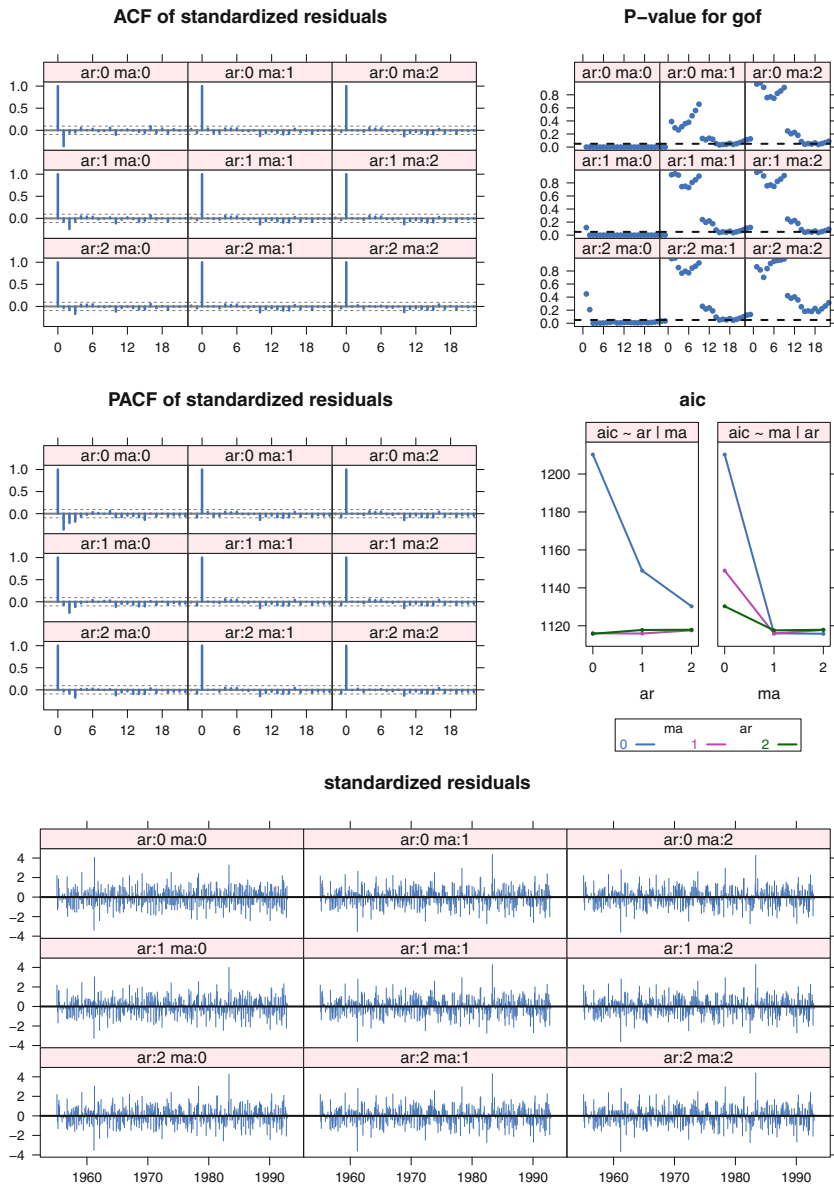 ACF of standardized residuals
P−value for gof
ar:0 ma:0 ar:0 ma:1 ar:0 ma:2
1.0
0.5
0.0
ar:1 ma:0 ar:1 ma:1 ar:1 ma:2
1.0
0.5
0.0
ar:2 ma:0 ar:2 ma:1 ar:2 ma:2
1.0
0.5
0.0
0 6 12 18 0 6 12 18 0 6 12 18
ar:0 ma:0 ar:0 ma:1 ar:0 ma:2
0.8
0.6
0.4
0.2
0.0
ar:1 ma:0 ar:1 ma:1 ar:1 ma:2
0.8
0.6
0.4
0.2
0.0
ar:2 ma:0 ar:2 ma:1 ar:2 ma:2
0.8
0.6
0.4
0.2
0.0
0 6 12 18 0 6 12 18 0 6 12 18
PACF of standardized residuals
aic
ar:0 ma:0 ar:0 ma:1 ar:0 ma:2
1.0
0.5
0.0
ar:1 ma:0 ar:1 ma:1 ar:1 ma:2
1.0
0.5
0.0
ar:2 ma:0 ar:2 ma:1 ar:2 ma:2
1.0
0.5
0.0
0 6 12 18 0 6 12 18 0 6 12 18
aic ~ ar | ma aic ~ ma | ar
1200
1180
1160
1140
1120
0 1 2 0 1 2
ar ma
ma ar
0 1 2
standardized residuals
ar:0 ma:0 ar:0 ma:1 ar:0 ma:2
4
2
0
−2
−4
ar:1 ma:0 ar:1 ma:1 ar:1 ma:2
4
2
0
−2
−4
ar:2 ma:0 ar:2 ma:1 ar:2 ma:2
4
2
0
−2
−4
1960 1970 1980 1990 1960 1970 1980 1990 1960 1970 1980 1990